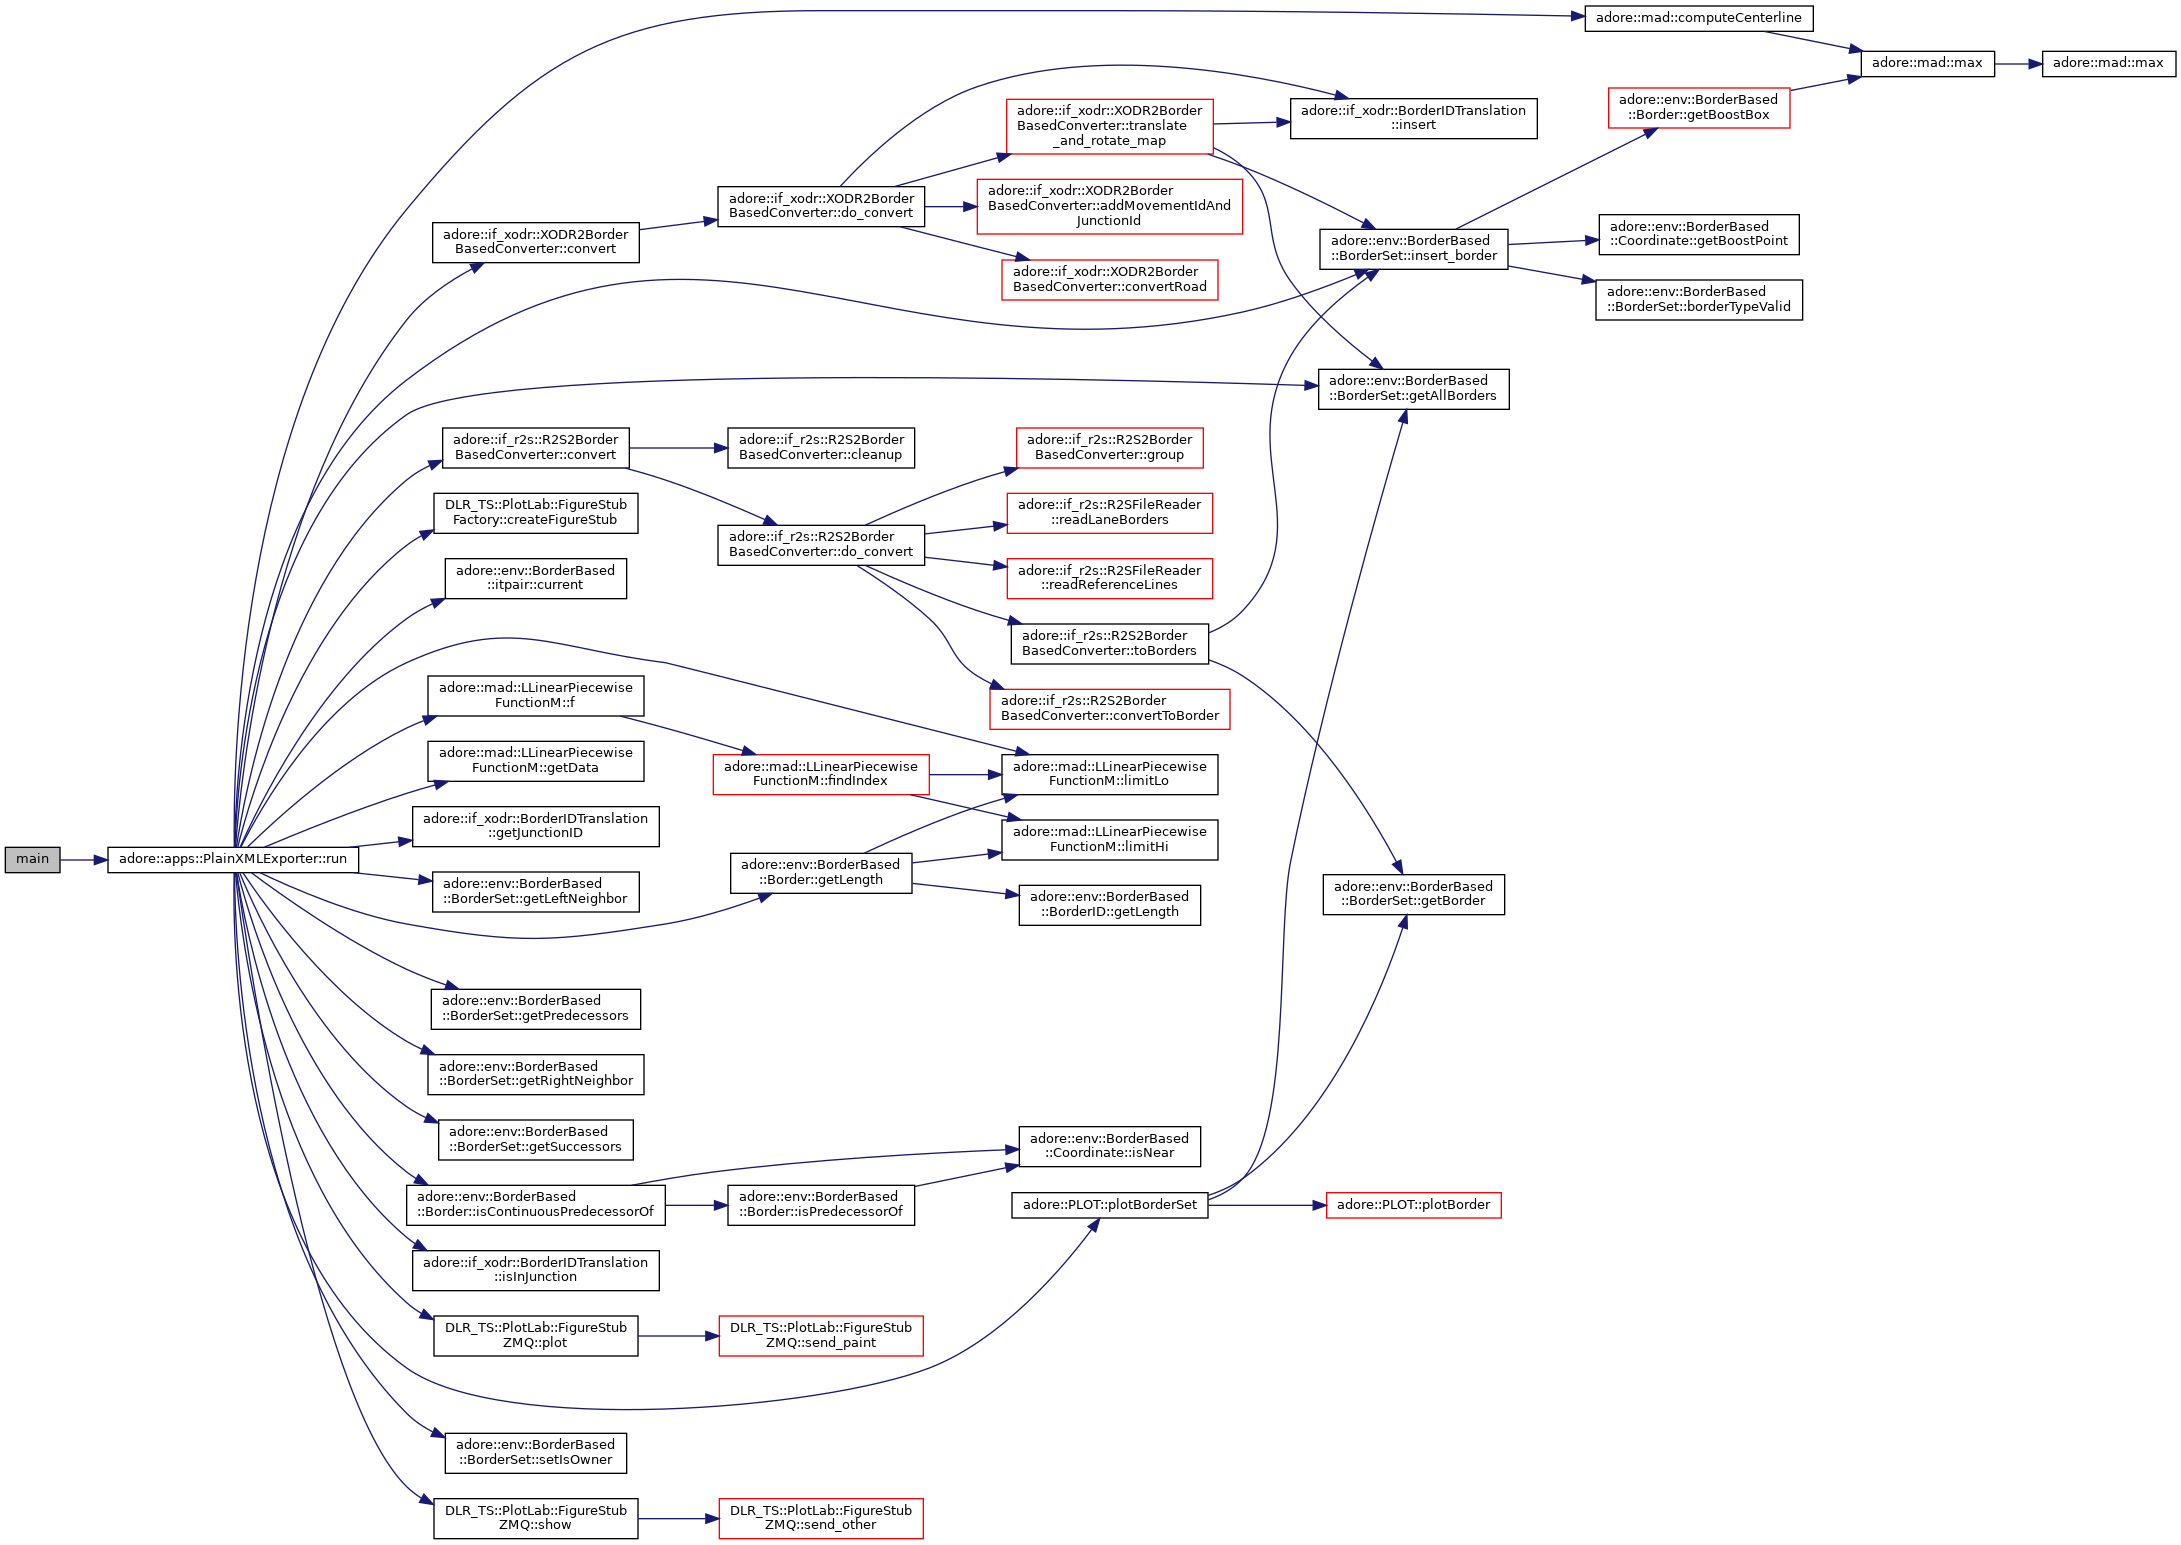 main
adore::apps::PlainXMLExporter::run
adore::if_xodr::XODR2Border
BasedConverter::convert
adore::if_r2s::R2S2Border
BasedConverter::convert
DLR_TS::PlotLab::FigureStub
Factory::createFigureStub
adore::env::BorderBased
::itpair::current
adore::mad::LLinearPiecewise
FunctionM::f
adore::mad::LLinearPiecewise
FunctionM::getData
adore::if_xodr::BorderIDTranslation
::getJunctionID
adore::env::BorderBased
::BorderSet::getLeftNeighbor
adore::env::BorderBased
::BorderSet::getPredecessors
adore::env::BorderBased
::BorderSet::getRightNeighbor
adore::env::BorderBased
::BorderSet::getSuccessors
adore::env::BorderBased
::Border::isContinuousPredecessorOf
adore::if_xodr::BorderIDTranslation
::isInJunction
DLR_TS::PlotLab::FigureStub
ZMQ::plot
adore::env::BorderBased
::BorderSet::setIsOwner
DLR_TS::PlotLab::FigureStub
ZMQ::show
adore::if_xodr::XODR2Border
BasedConverter::do_convert
adore::if_r2s::R2S2Border
BasedConverter::cleanup
adore::if_r2s::R2S2Border
BasedConverter::do_convert
adore::mad::LLinearPiecewise
FunctionM::findIndex
adore::env::BorderBased
::Border::getLength
adore::env::BorderBased
::Border::isPredecessorOf
DLR_TS::PlotLab::FigureStub
ZMQ::send_paint
DLR_TS::PlotLab::FigureStub
ZMQ::send_other
adore::if_xodr::XODR2Border
BasedConverter::translate
_and_rotate_map
adore::if_xodr::XODR2Border
BasedConverter::addMovementIdAnd
JunctionId
adore::if_xodr::XODR2Border
BasedConverter::convertRoad
adore::if_r2s::R2S2Border
BasedConverter::group
adore::if_r2s::R2SFileReader
::readLaneBorders
adore::if_r2s::R2SFileReader
::readReferenceLines
adore::if_r2s::R2S2Border
BasedConverter::toBorders
adore::if_r2s::R2S2Border
BasedConverter::convertToBorder
adore::mad::LLinearPiecewise
FunctionM::limitLo
adore::mad::LLinearPiecewise
FunctionM::limitHi
adore::env::BorderBased
::BorderID::getLength
adore::env::BorderBased
::Coordinate::isNear
adore::PLOT::plotBorderSet
adore::if_xodr::BorderIDTranslation
::insert
adore::env::BorderBased
::BorderSet::insert_border
adore::env::BorderBased
::BorderSet::getAllBorders
adore::env::BorderBased
::BorderSet::getBorder
adore::PLOT::plotBorder
adore::mad::computeCenterline
adore::env::BorderBased
::Border::getBoostBox
adore::env::BorderBased
::Coordinate::getBoostPoint
adore::env::BorderBased
::BorderSet::borderTypeValid
adore::mad::max
adore::mad::max